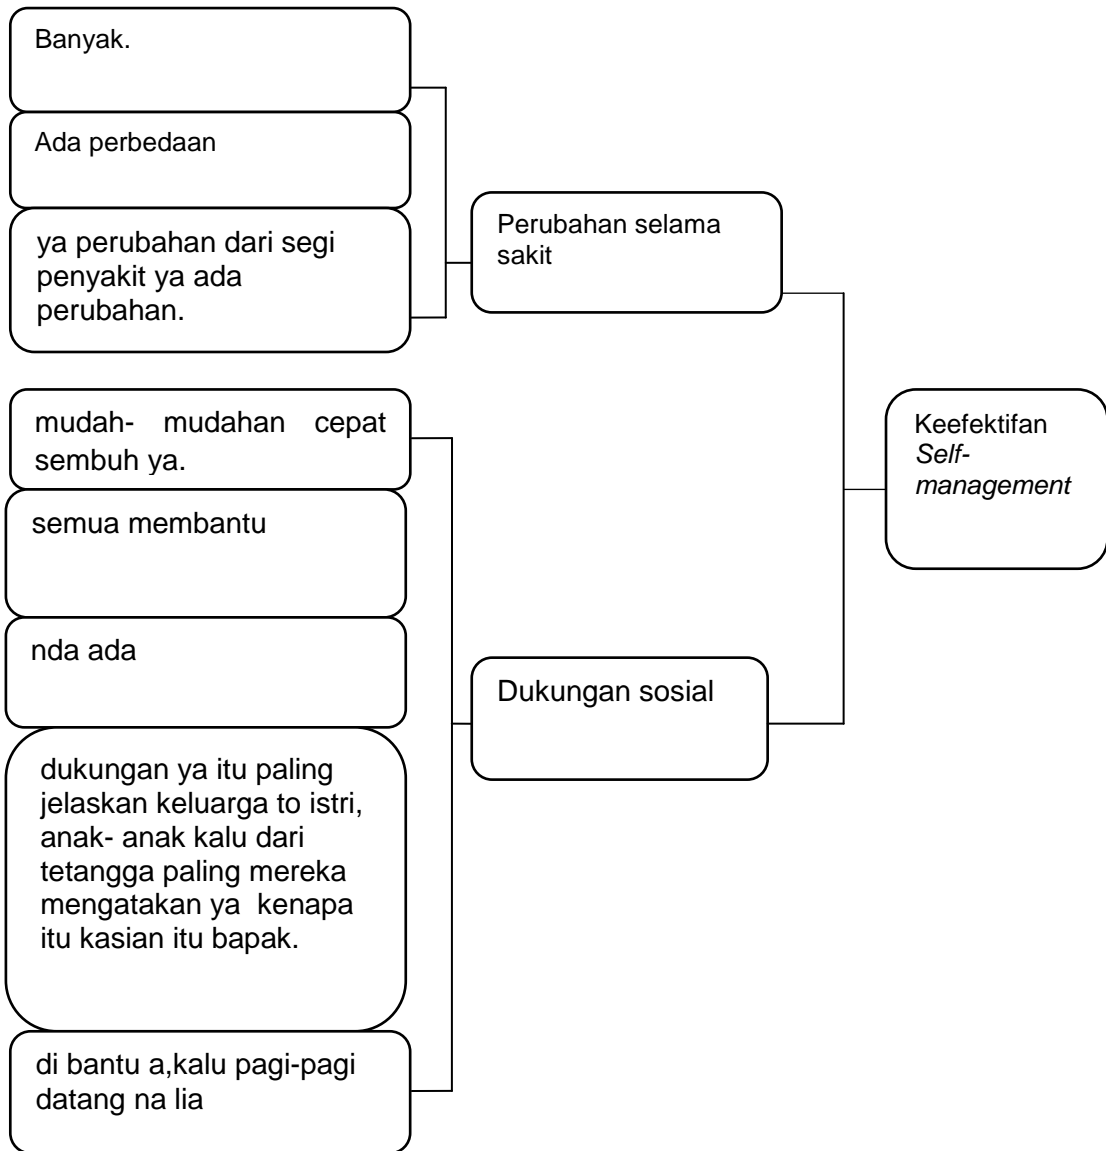 Banyak.
Ada perbedaan
ya perubahan dari segi
penyakit ya ada
perubahan.
Perubahan selama
sakit
mudah- mudahan cepat
sembuh ya.
semua membantu
nda ada
Dukungan sosial
dukungan ya itu paling
jelaskan keluarga to istri,
anak- anak kalu dari
tetangga paling mereka
mengatakan ya kenapa
itu kasian itu bapak.
di bantu a,kalu pagi-pagi
datang na lia
Keefektifan
Self-
management